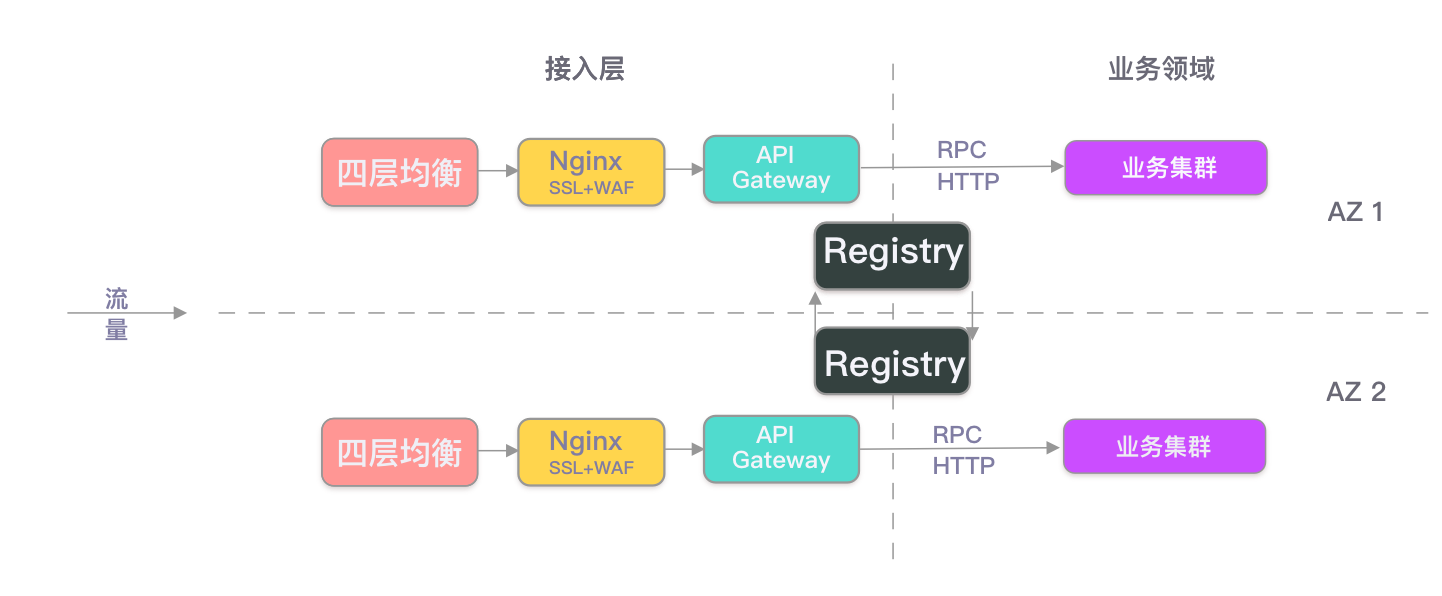 接入层
业务领域
四层均衡
Nginx
SSL+WAF
API
Gateway
RPC
HTTP
业务集群
AZ 1
Registry
流
量
Registry
AZ 2
四层均衡
Nginx
SSL+WAF
API
Gateway
RPC
HTTP
业务集群